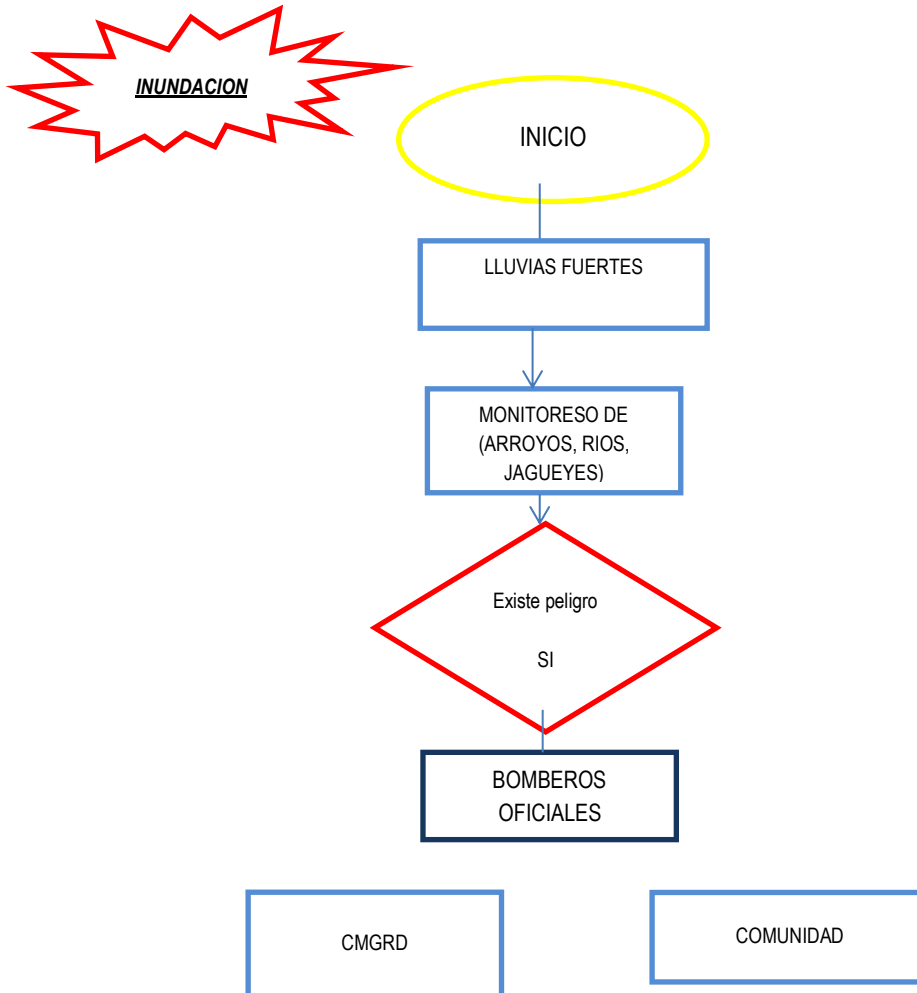 INUNDACION
INICIO
LLUVIAS FUERTES
MONITORESO DE
(ARROYOS, RIOS,
JAGUEYES)
Existe peligro
SI
BOMBEROS
OFICIALES
CMGRD
COMUNIDAD